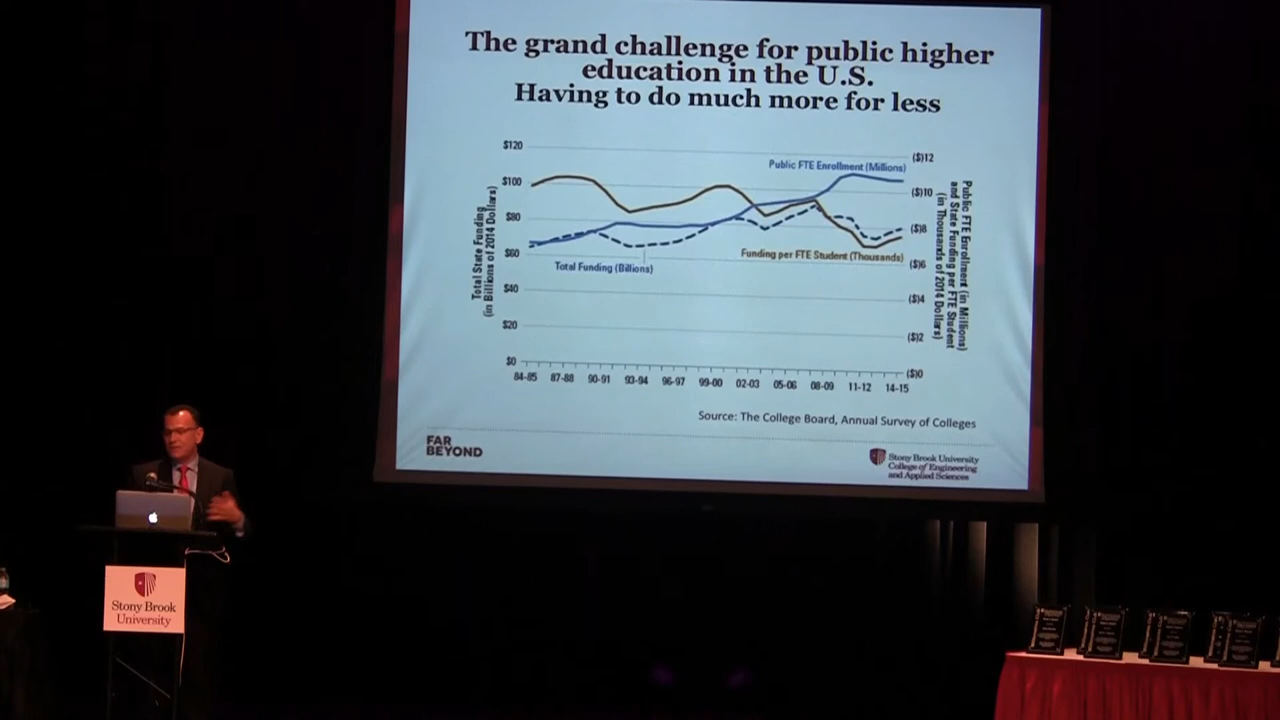 The grand challenge for public higher
education in the U.S.
Having to do much more for less
$120
$100
$80
$60
$40
$20
$0
Total State Funding
(in Billions of 2014 Dollars)
Public FTE Enrollment (Millions)
Funding per FTE Student (Thousands)
Total Funding (Billions)
($)12
($)10
($)8
($)6
($)4
($)2
($)0
Public FTE Enrollment (in Millions)
and State Funding per FTE Student
(in Thousands of 2014 Dollars)
84-85 87-88 90-91 93-94 96-97 99-00 02-03 05-06 08-09 11-12 14-15
Source: The College Board, Annual Survey of Colleges
FAR
BEYOND
Stony Brook University
College of Engineering
and Applied Sciences
Stony Brook
University